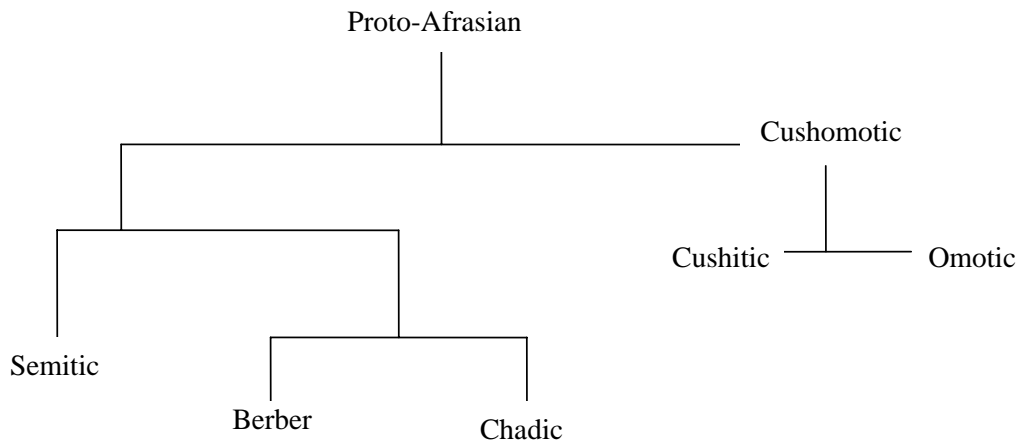 Proto-Afrasian
Cushomotic
Cushitic
Omotic
Semitic
Berber
Chadic